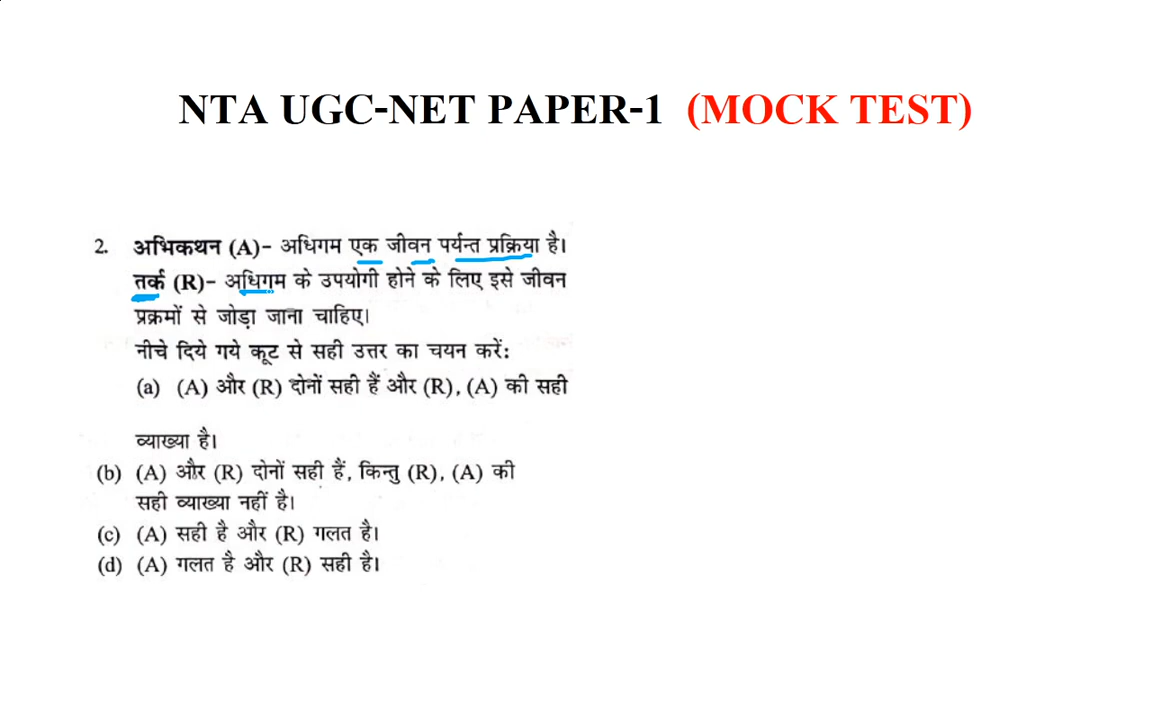 NTA UGC-NET PAPER-1 (MOCK TEST)
2. अभिकथन (A)- अधिगम एक जीवन पर्यन्त प्रक्रिया है।
तर्क (R)- अधिगम के उपयोगी होने के लिए इसे जीवन
प्रक्रमों से जोड़ा जाना चाहिए।
नीचे दिये गये कूट से सही उत्तर का चयन करें:
(a) (A) और (R) दोनों सही हैं और (R), (A) की सही
व्याख्या है।
(b) (A) और (R) दोनों सही हैं, किन्तु (R), (A) की
सही व्याख्या नहीं है।
(c) (A) सही है और (R) गलत है।
(d) (A) गलत है और (R) सही है।